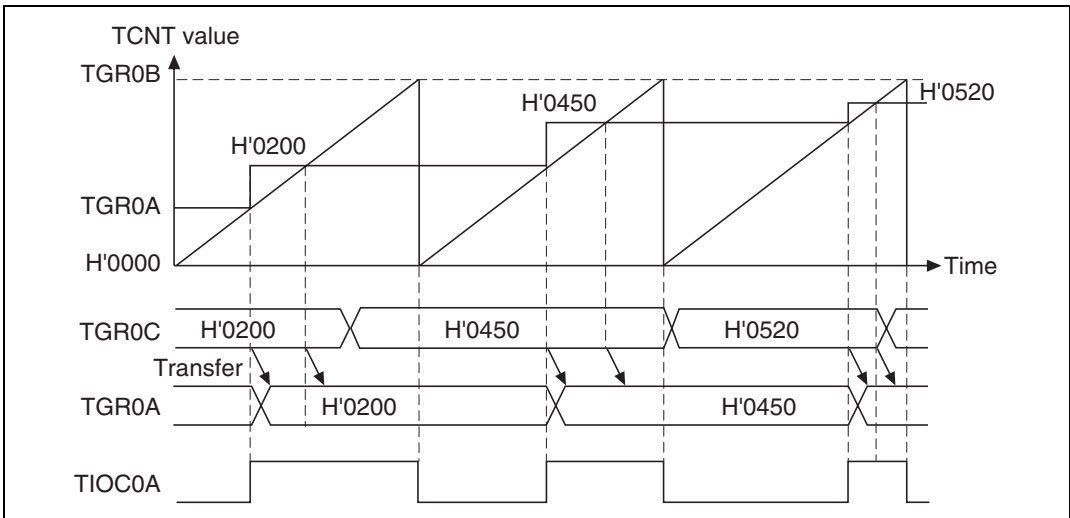 TCNT value
TGR0B
H'0520
H'0450
H'0200
TGR0A
H'0000
Time
TGR0C
H'0200
H'0450
H'0520
Transfer
TGR0A
H'0200
H'0450
TIOC0A